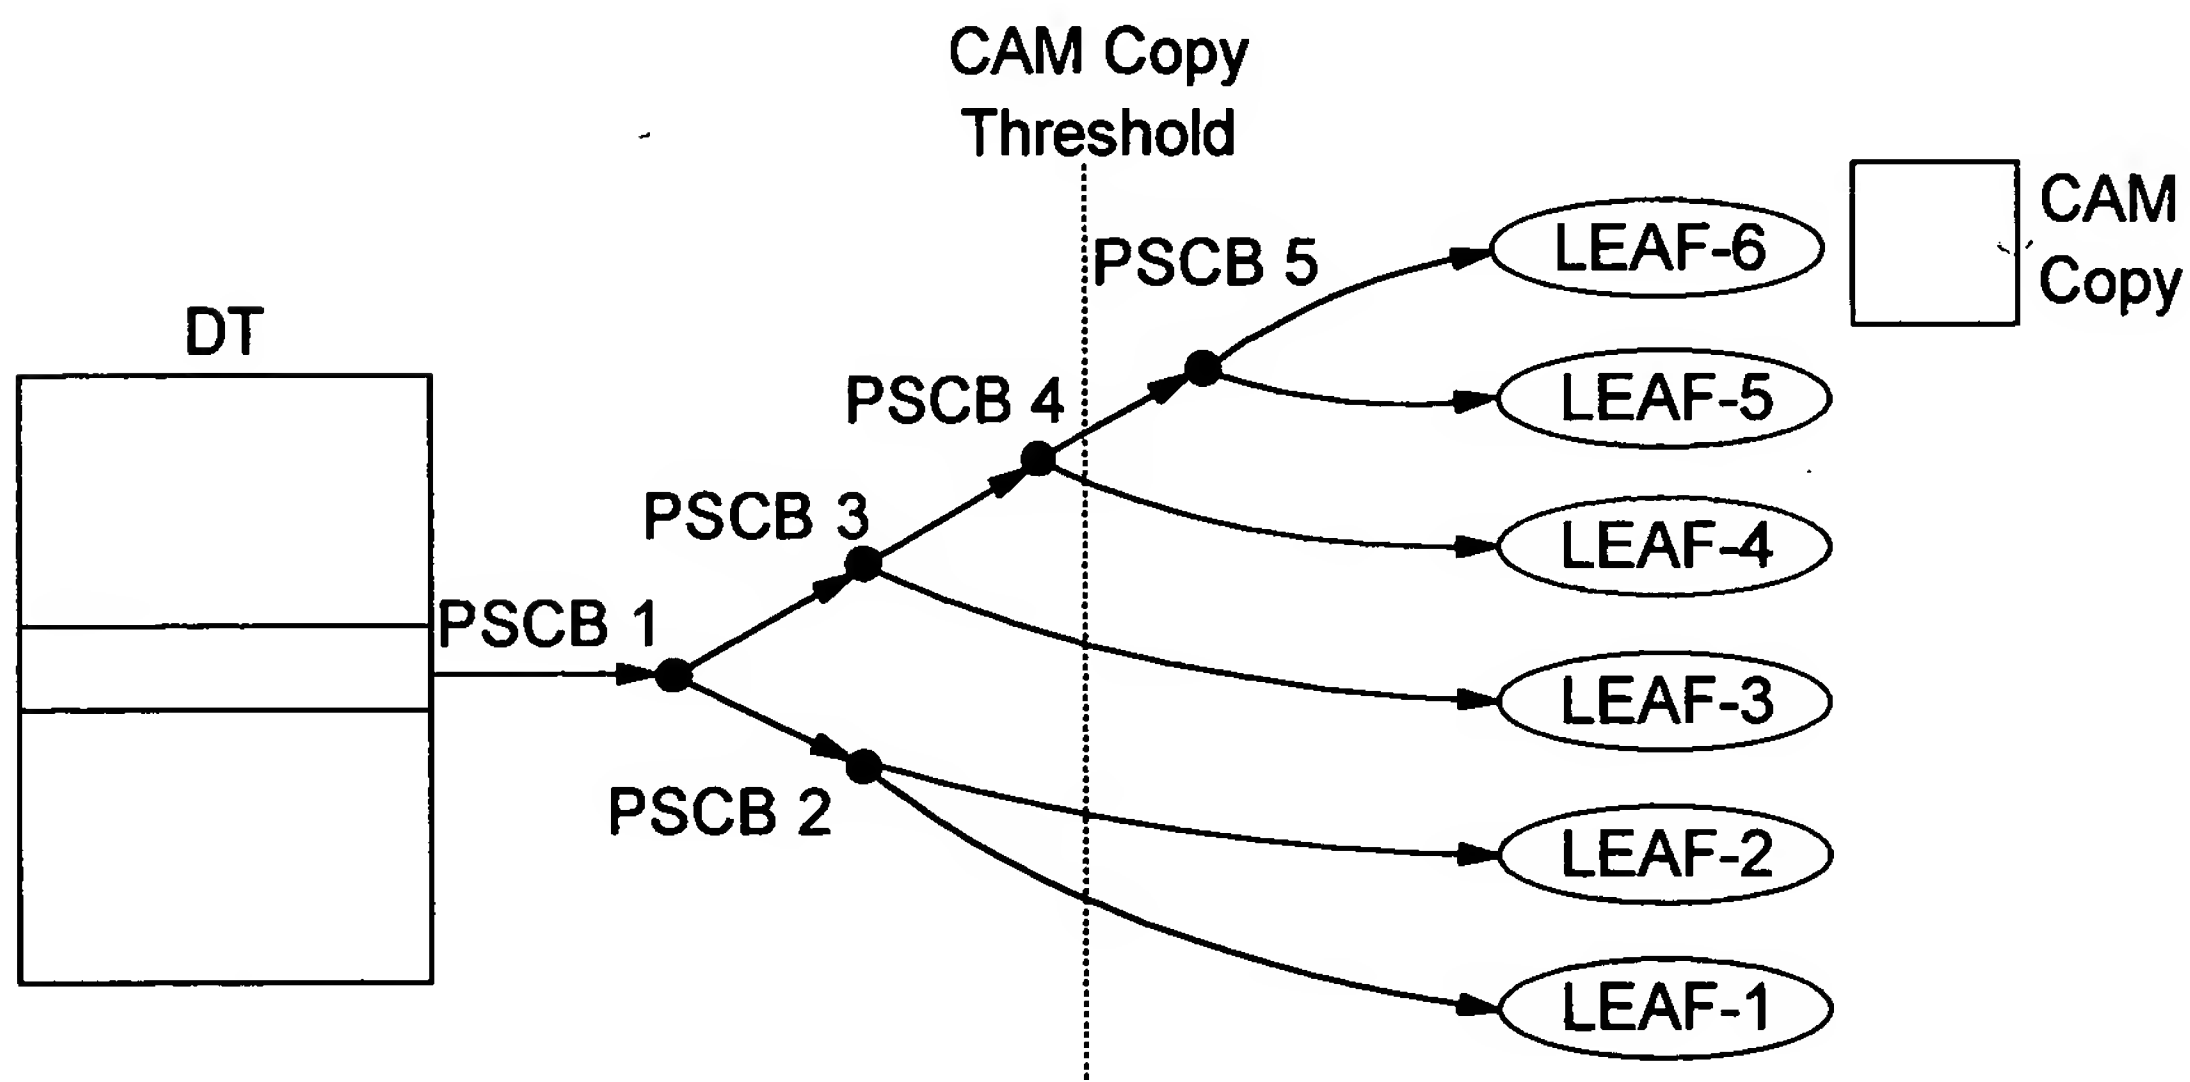 CAM Copy
Threshold
CAM
Copy
PSCB 5
LEAF-6
DT
PSCB 4
LEAF-5
PSCB 3
LEAF-4
PSCB 1
LEAF-3
PSCB 2
LEAF-2
LEAF-1